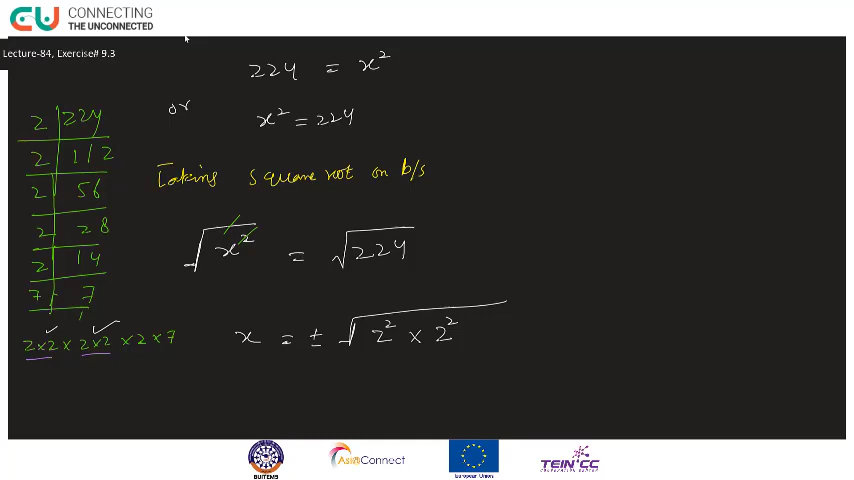 CONNECTING
THE UNCONNECTED
Lecture-84, Exercise# 9.3
224 = x²
or
x² = 224
Taking square root on b/s
√x² = √224
x = ± √2² × 2²
2 | 224
2 | 112
2 | 56
2 | 28
2 | 14
7 | 7
1
2×2 × 2×2 × 2 × 7
BUITEMS
Asi@Connect
European Union
TEIN*CC